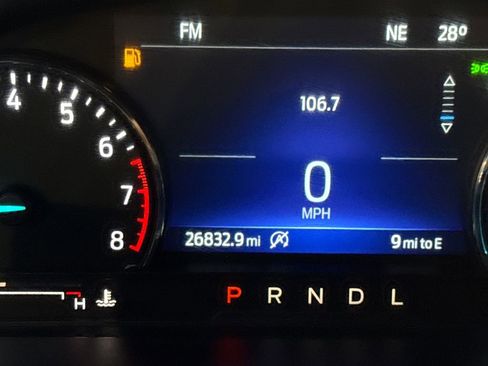 FM NE 28°
4 5 6 7 8
106.7
0
MPH
26832.9 mi 9 mi to E
H P R N D L